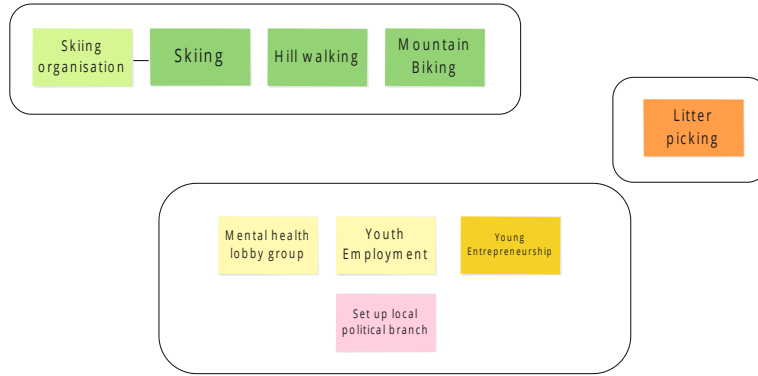 Skiing
organisation
Skiing
Hill walking
Mountain
Biking
Litter
picking
Mental health
lobby group
Youth
Employment
Young
Entrepreneurship
Set up local
political branch